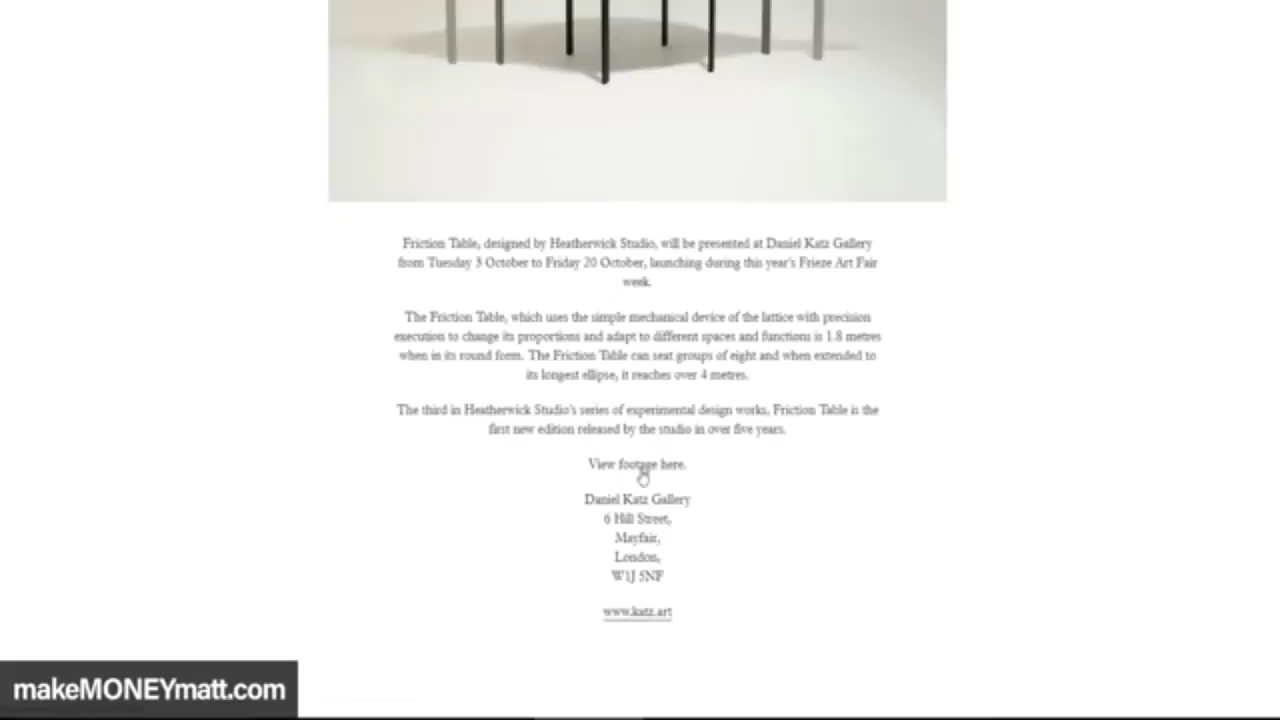 Friction Table, designed by Heatherwick Studio, will be presented at Daniel Katz Gallery
from Tuesday 3 October to Friday 20 October, launching during this year's Frieze Art Fair
week.
The Friction Table, which uses the simple mechanical device of the lattice with precision
execution to change its proportions and adapt to different spaces and functions is 1.8 metres
when in its round form. The Friction Table can seat groups of eight and when extended to
its longest ellipse, it reaches over 4 metres.
The third in Heatherwick Studio's series of experimental design works, Friction Table is the
first new edition released by the studio in over five years.
View footage here.
Daniel Katz Gallery
6 Hill Street,
Mayfair,
London,
W1J 5NF
www.katz.art
makeMONEYmatt.com